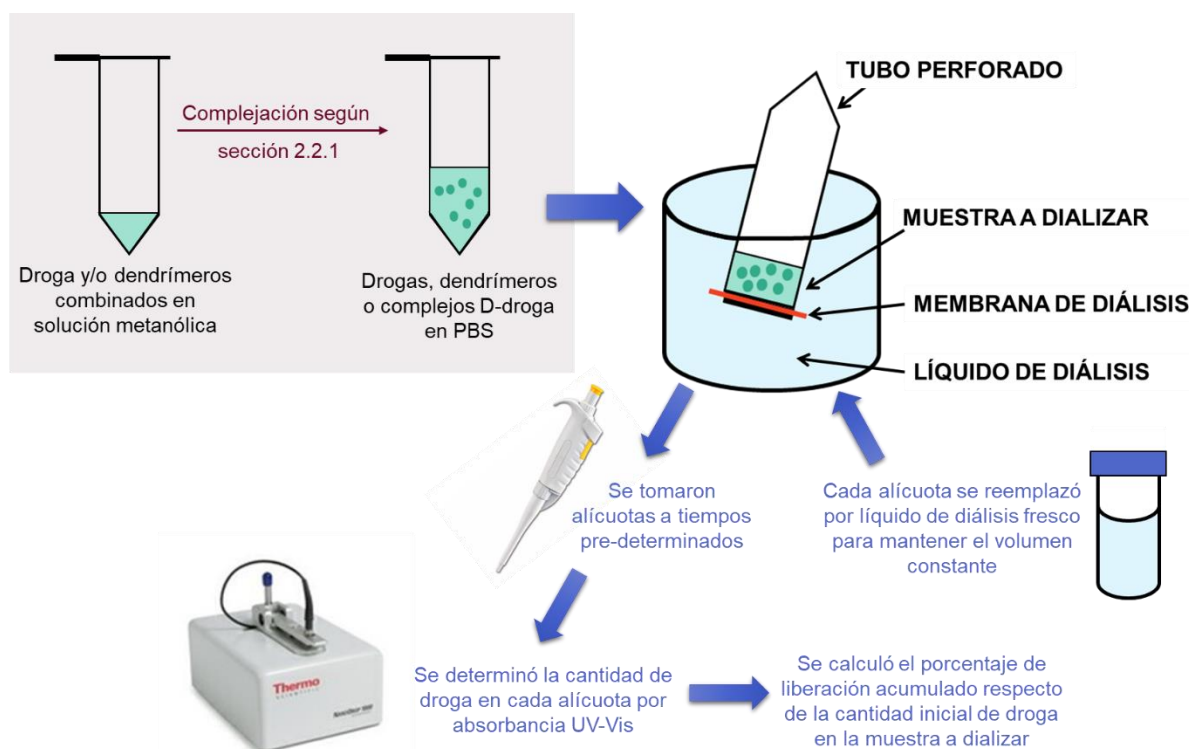 Complejación según
sección 2.2.1
Droga y/o dendrímeros
combinados en
solución metanólica
Drogas, dendrímeros
o complejos D-droga
en PBS
TUBO PERFORADO
MUESTRA A DIALIZAR
MEMBRANA DE DIÁLISIS
LÍQUIDO DE DIÁLISIS
Se tomaron
alícuotas a tiempos
pre-determinados
Cada alícuota se reemplazó
por líquido de diálisis fresco
para mantener el volumen
constante
Thermo
SCIENTIFIC
Se determinó la cantidad de
droga en cada alícuota por
absorbancia UV-Vis
Se calculó el porcentaje de
liberación acumulado respecto
de la cantidad inicial de droga
en la muestra a dializar